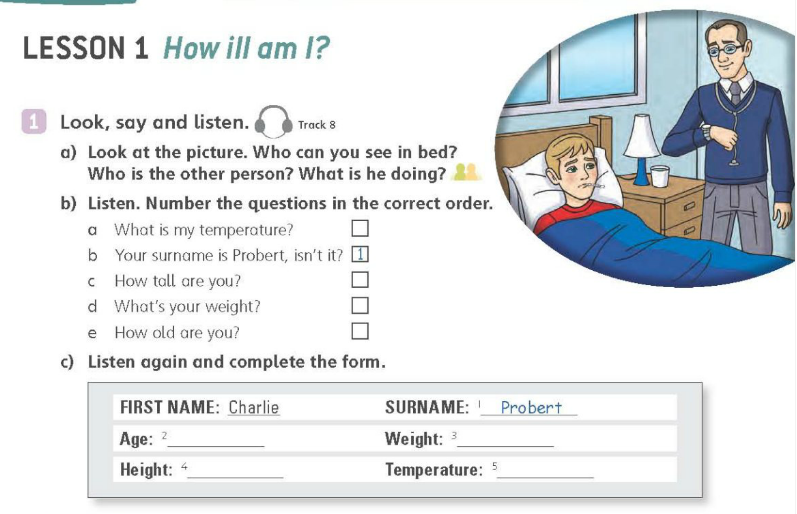 LESSON 1 How ill am I?
1 Look, say and listen. Track 8
a) Look at the picture. Who can you see in bed?
Who is the other person? What is he doing?
b) Listen. Number the questions in the correct order.
a What is my temperature?
b Your surname is Probert, isn't it? 1
c How tall are you?
d What's your weight?
e How old are you?
c) Listen again and complete the form.
FIRST NAME: Charlie SURNAME: 1 Probert
Age: 2 Weight: 3
Height: 4 Temperature: 5